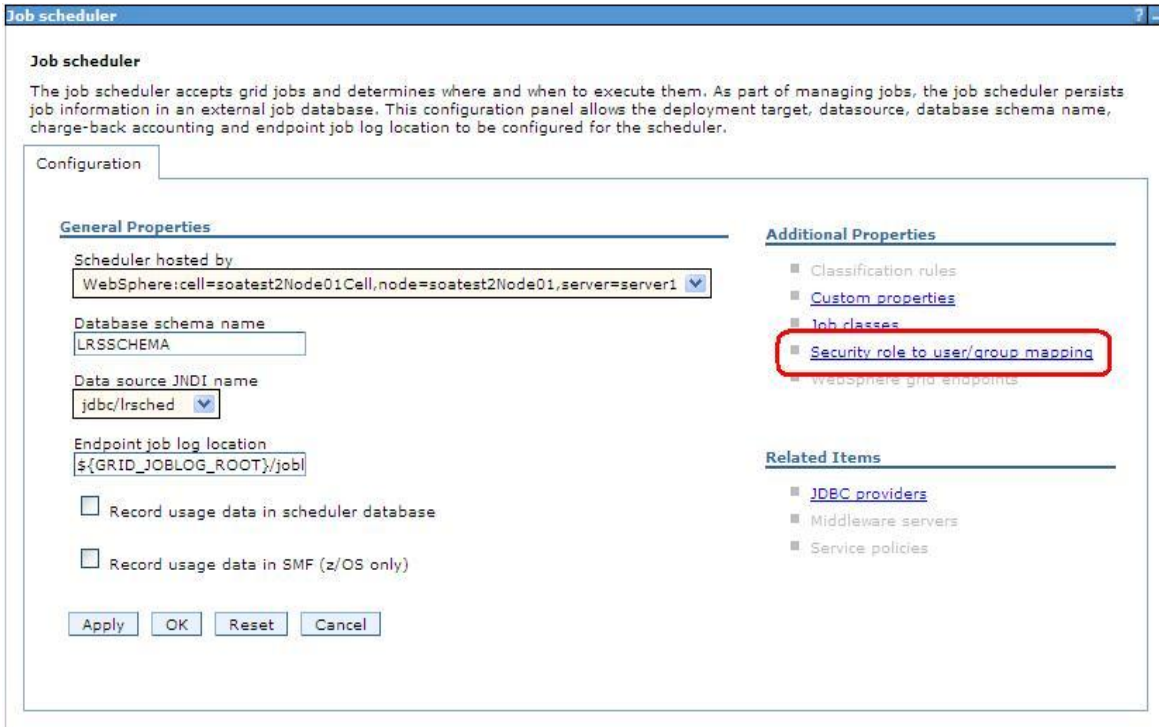 Job scheduler
?
Job scheduler
The job scheduler accepts grid jobs and determines where and when to execute them. As part of managing jobs, the job scheduler persists
job information in an external job database. This configuration panel allows the deployment target, datasource, database schema name,
charge-back accounting and endpoint job log location to be configured for the scheduler.
Configuration
General Properties
Scheduler hosted by
WebSphere:cell=soatest2Node01Cell,node=soatest2Node01,server=server1
Database schema name
LRSSCHEMA
Data source JNDI name
jdbc/lrsched
Endpoint job log location
${GRID_JOBLOG_ROOT}/jobl
Record usage data in scheduler database
Record usage data in SMF (z/OS only)
Apply OK Reset Cancel
Additional Properties
Classification rules
Custom properties
Job classes
Security role to user/group mapping
WebSphere grid endpoints
Related Items
JDBC providers
Middleware servers
Service policies